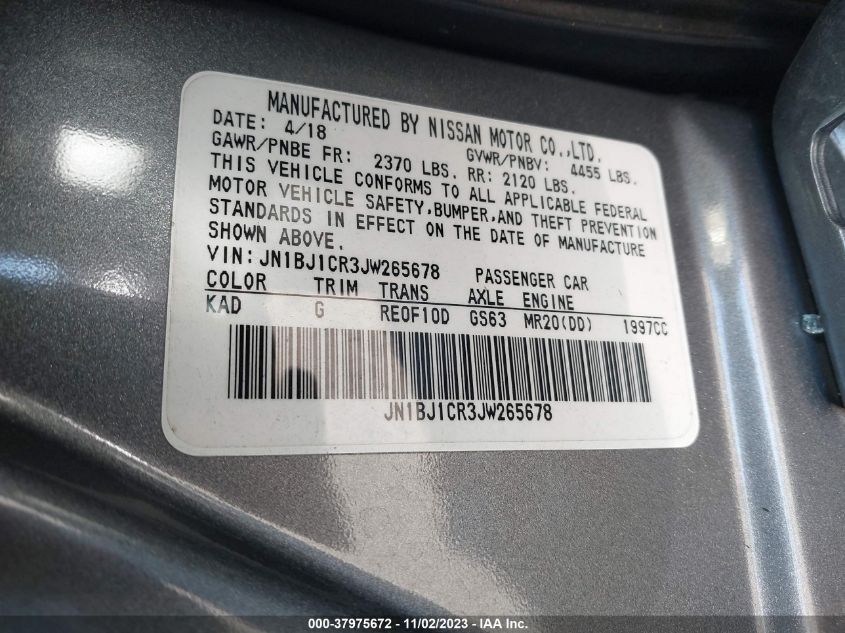 MANUFACTURED BY NISSAN MOTOR CO.,LTD.
DATE: 4/18 GVWR/PNBV: 4455 LBS.
GAWR/PNBE FR: 2370 LBS. RR: 2120 LBS.
THIS VEHICLE CONFORMS TO ALL APPLICABLE FEDERAL
MOTOR VEHICLE SAFETY,BUMPER,AND THEFT PREVENTION
STANDARDS IN EFFECT ON THE DATE OF MANUFACTURE
SHOWN ABOVE.
VIN: JN1BJ1CR3JW265678 PASSENGER CAR
COLOR TRIM TRANS AXLE ENGINE
KAD G RE0F10D GS63 MR20(DD) 1997CC
JN1BJ1CR3JW265678
000-37975672 - 11/02/2023 - IAA, Inc.